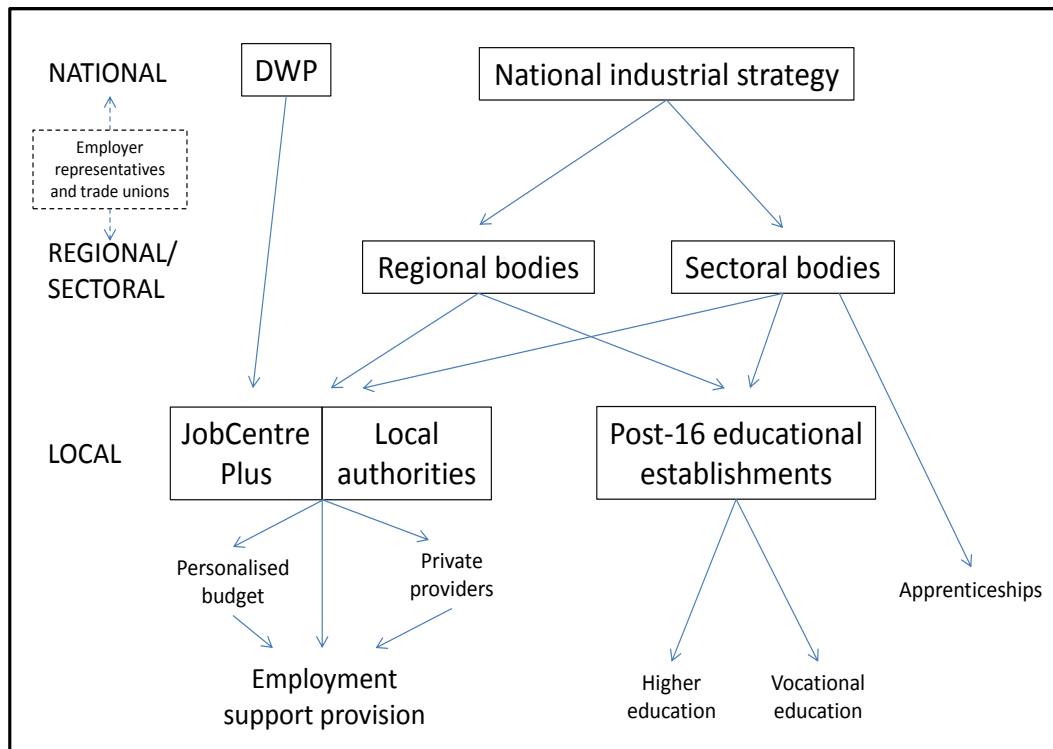 NATIONAL
DWP
National industrial strategy
Employer
representatives
and trade unions
REGIONAL/
SECTORAL
Regional bodies
Sectoral bodies
LOCAL
JobCentre
Plus
Local
authorities
Post-16 educational
establishments
Personalised
budget
Private
providers
Apprenticeships
Employment
support provision
Higher
education
Vocational
education